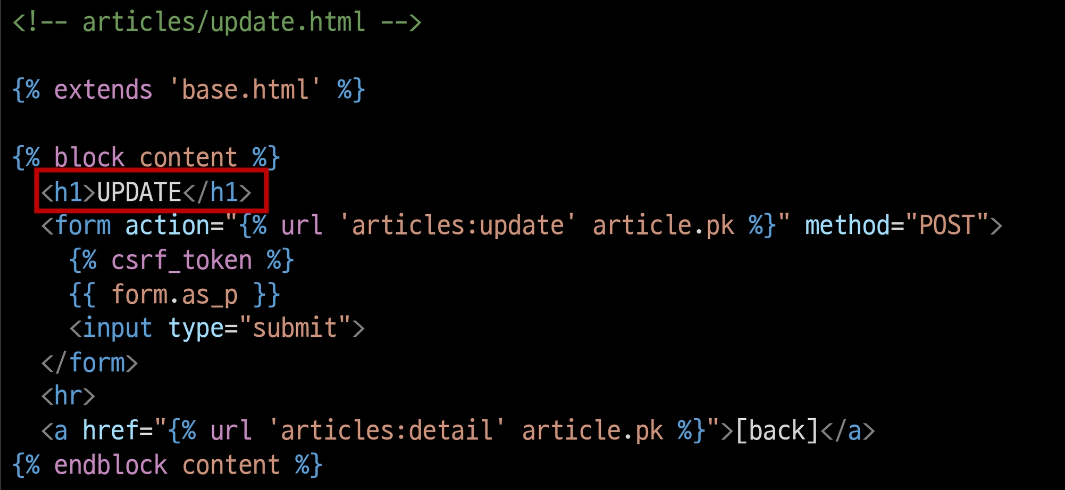 <!-- articles/update.html -->
{% extends 'base.html' %}
{% block content %}
<h1>UPDATE</h1>
<form action="{% url 'articles:update' article.pk %}" method="POST">
{% csrf_token %}
{{ form.as_p }}
<input type="submit">
</form>
<hr>
<a href="{% url 'articles:detail' article.pk %}">[back]</a>
{% endblock content %}